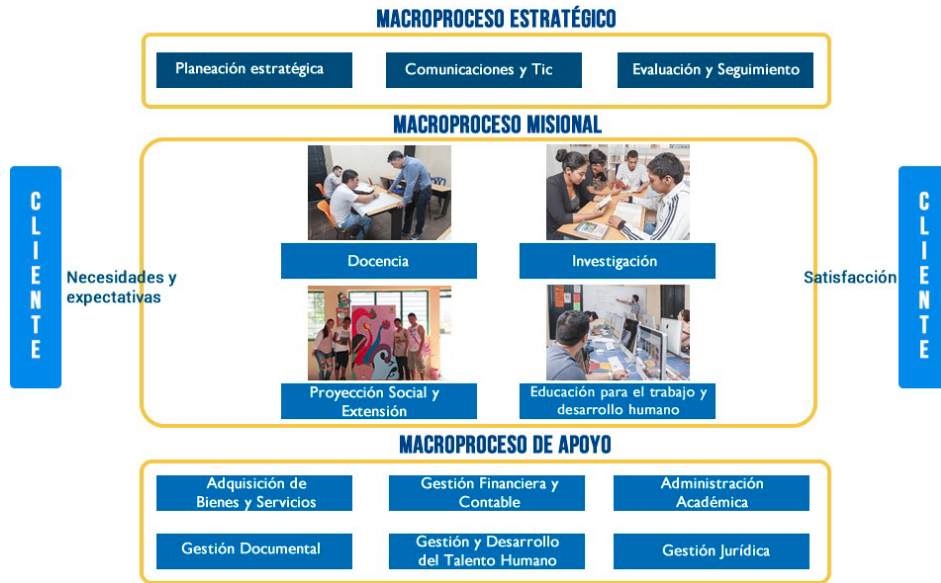 MACROPROCESO ESTRATÉGICO
Planeación estratégica
Comunicaciones y Tic
Evaluación y Seguimiento
MACROPROCESO MISIONAL
CLIENTE
Necesidades y
expectativas
Docencia
Investigación
Proyección Social y
Extensión
Educación para el trabajo y
desarrollo humano
Satisfacción
CLIENTE
MACROPROCESO DE APOYO
Adquisición de
Bienes y Servicios
Gestión Financiera y
Contable
Administración
Académica
Gestión Documental
Gestión y Desarrollo
del Talento Humano
Gestión Jurídica